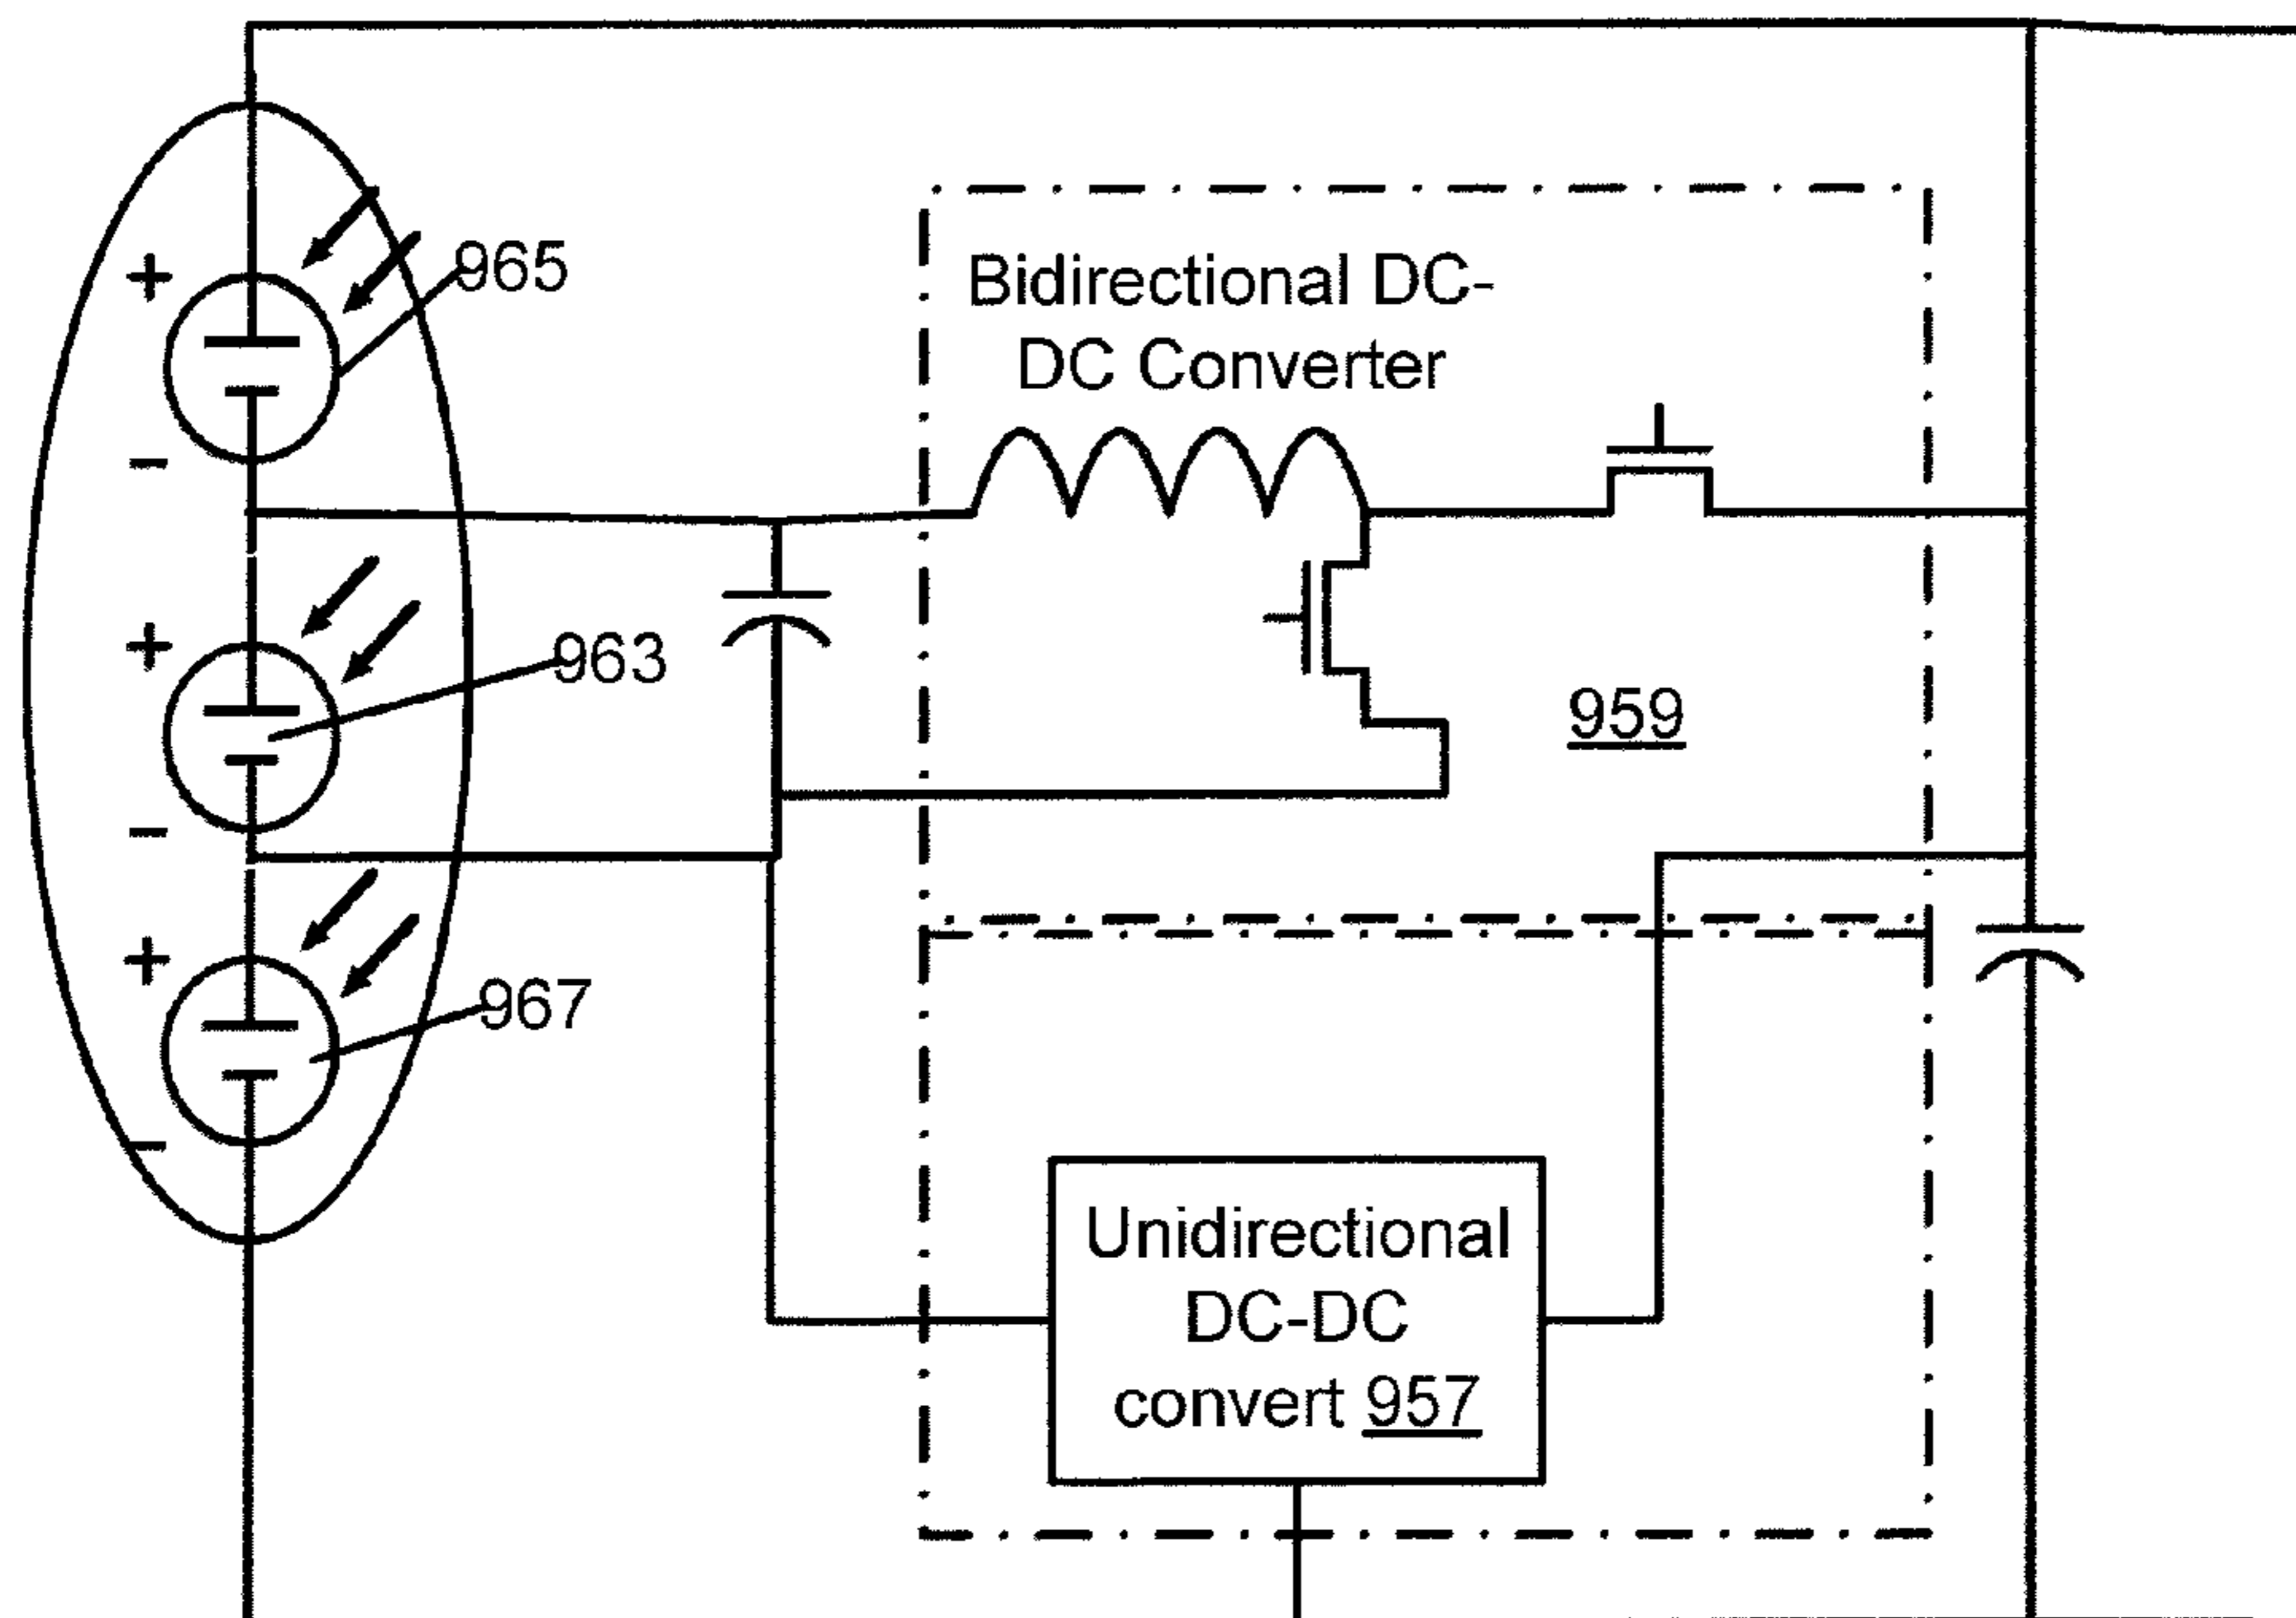 +
965
−
Bidirectional DC-
DC Converter
+
963
−
959
+
967
−
Unidirectional
DC-DC
convert 957